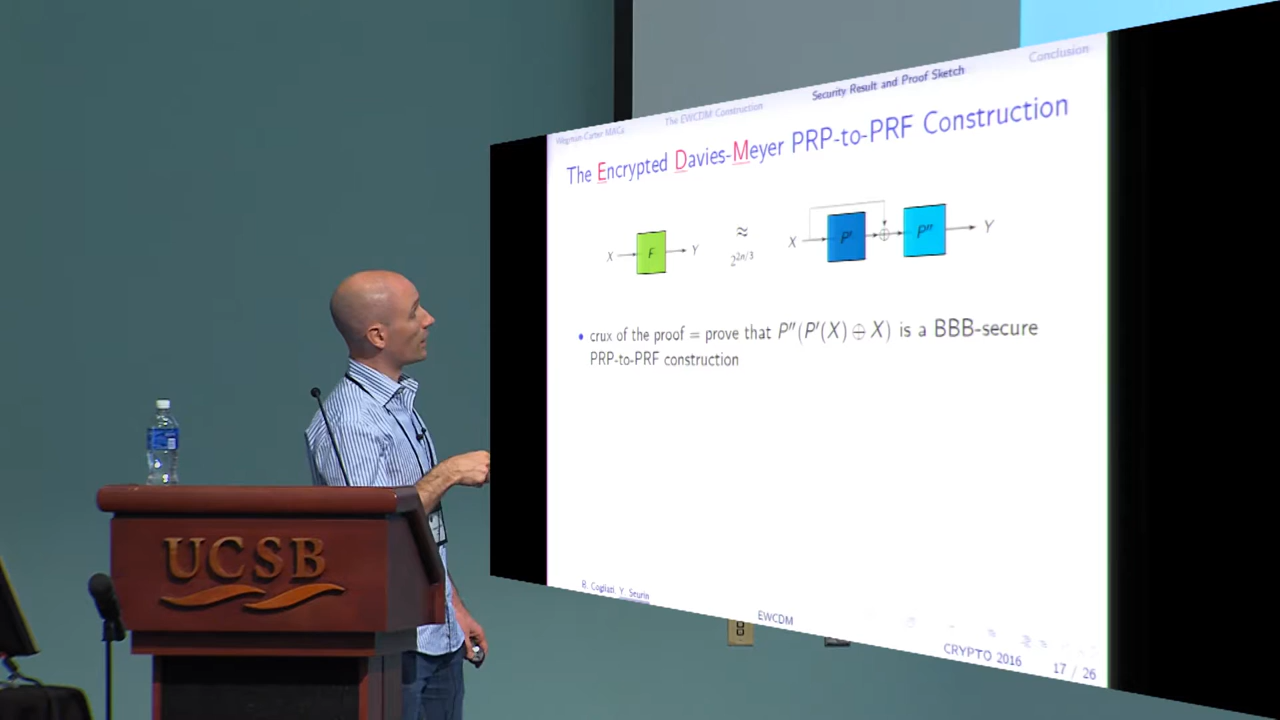 Conclusion
Security Result and Proof Sketch
The EWCDM Construction
Wegman-Carter MACs
The Encrypted Davies-Meyer PRP-to-PRF Construction
X F Y ≈ X P' ⊕ P'' Y
2^{2n/3}
• crux of the proof = prove that P''(P'(X) ⊕ X) is a BBB-secure
PRP-to-PRF construction
B. Cogliati, Y. Seurin
EWCDM
CRYPTO 2016
17 / 26
UCSB